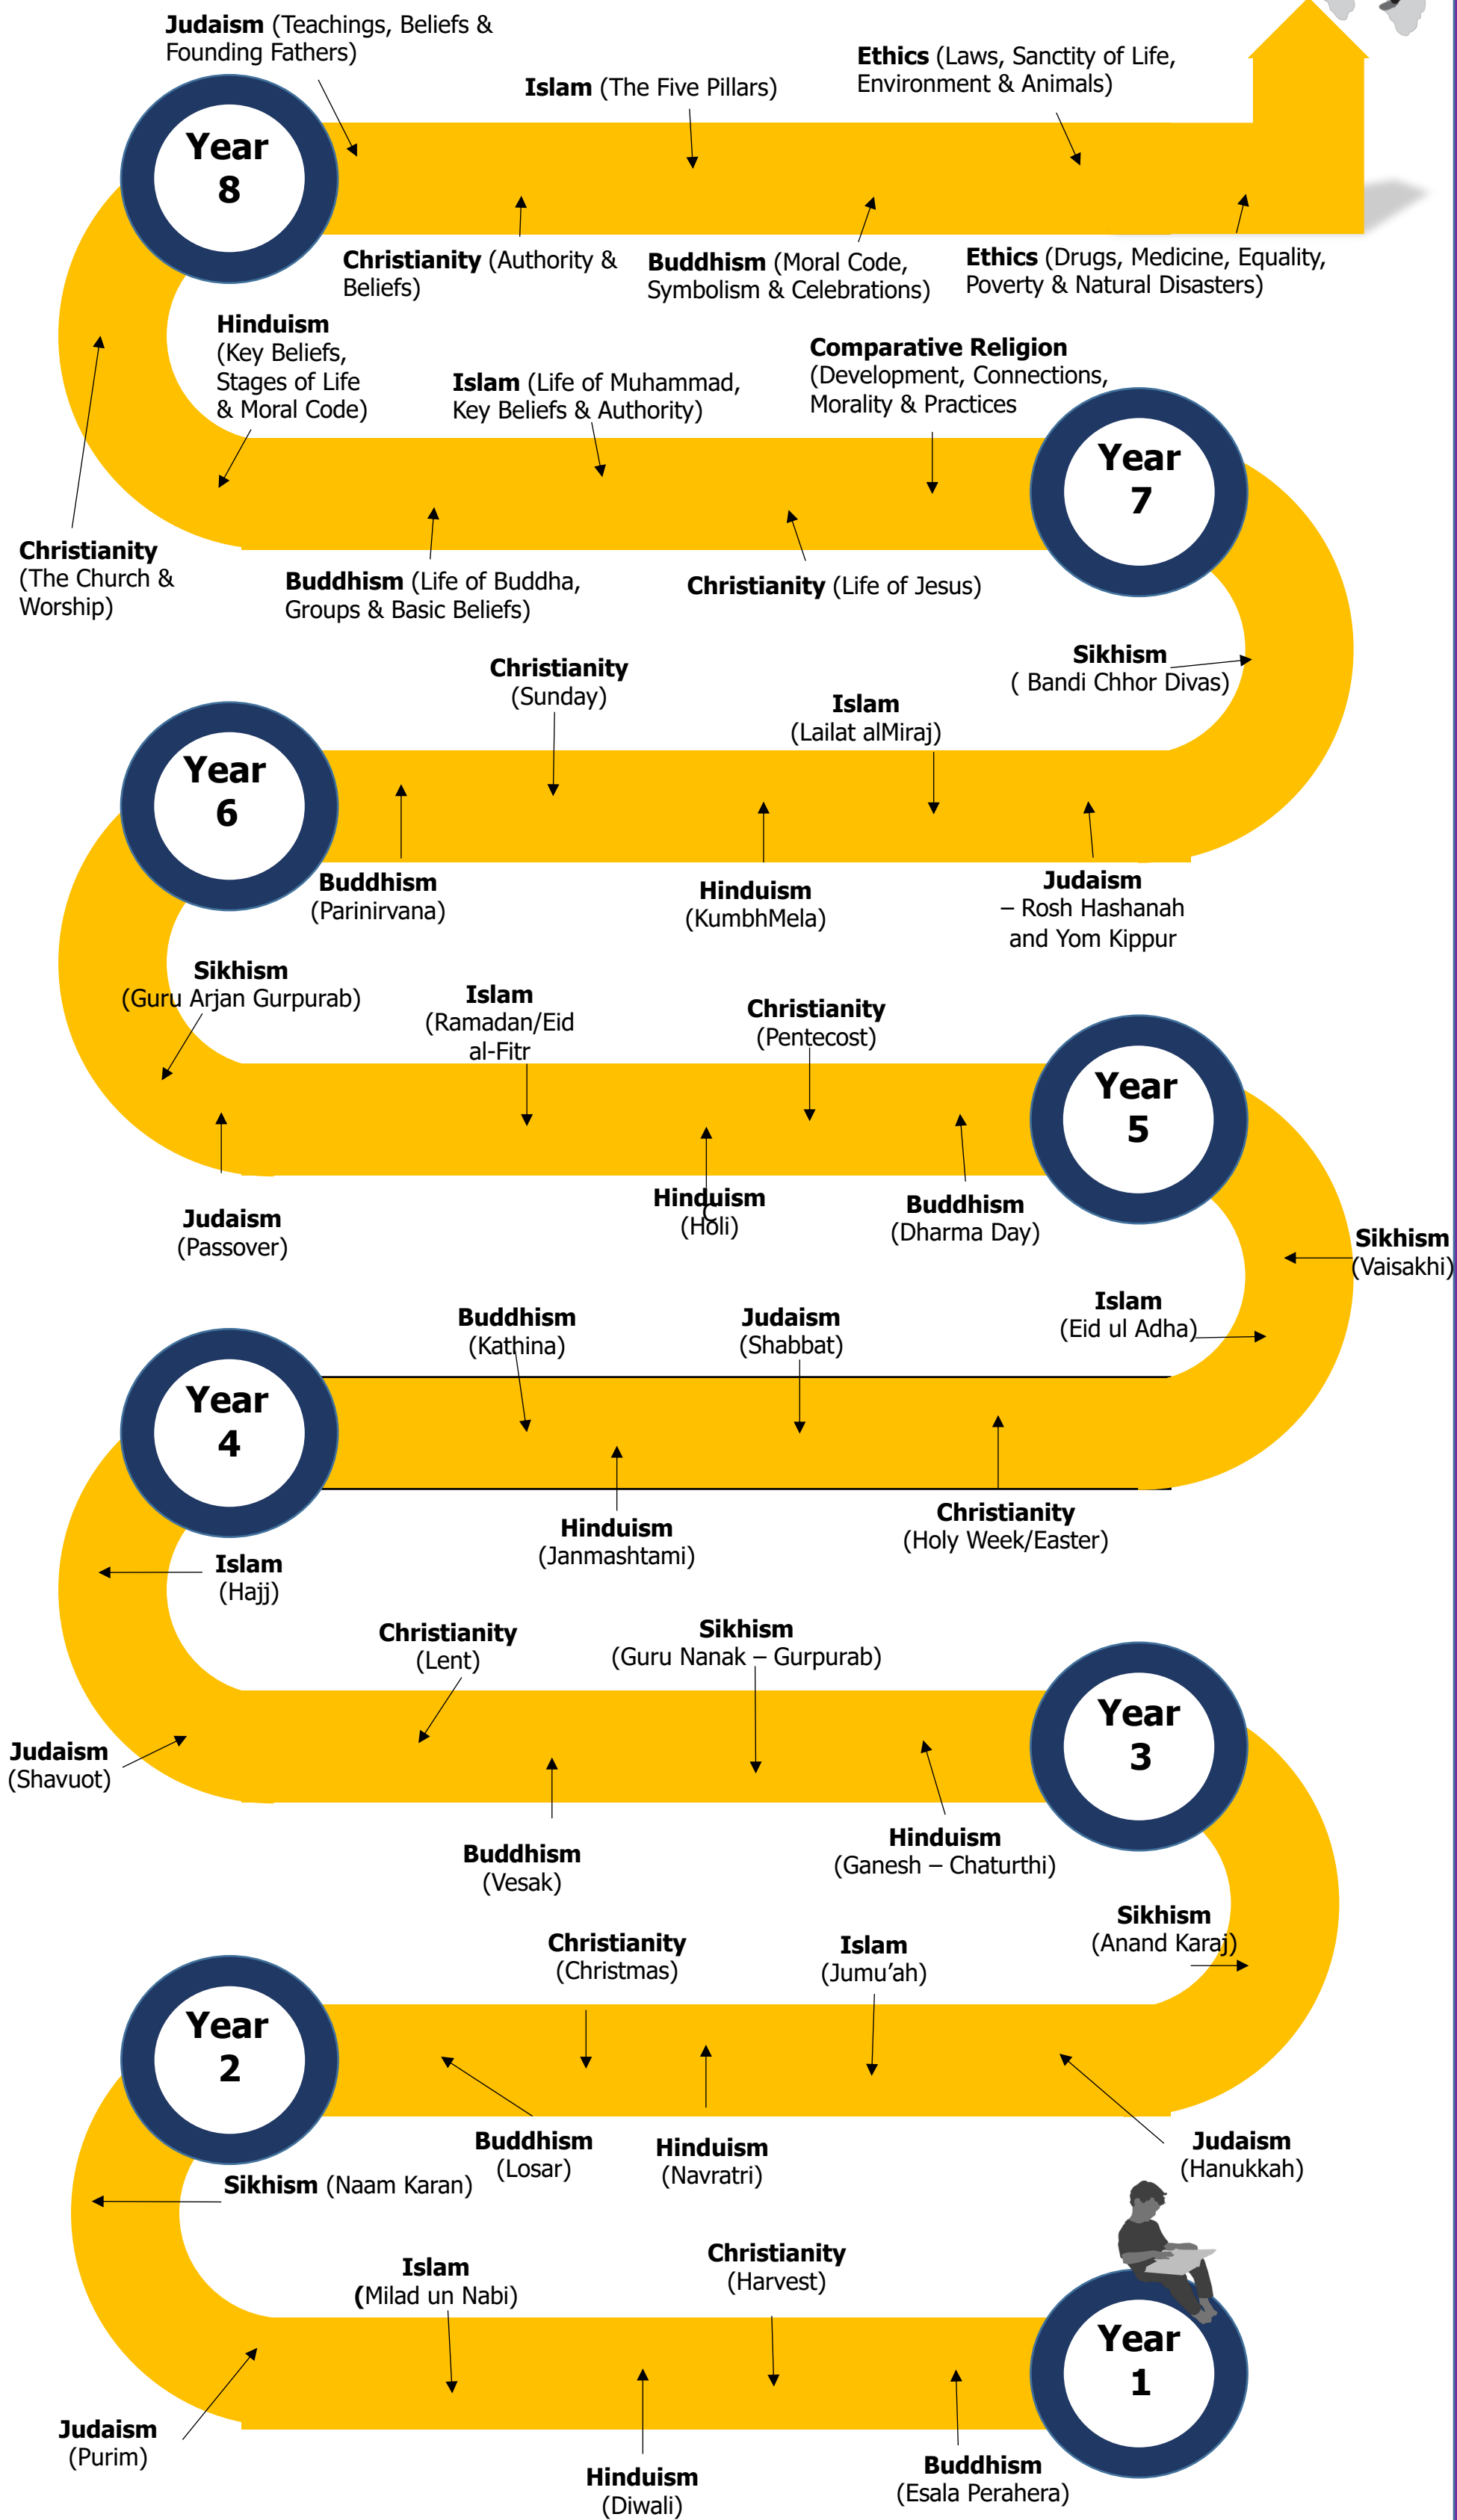 Judaism (Teachings, Beliefs &
Founding Fathers)
Ethics (Laws, Sanctity of Life,
Environment & Animals)
Islam (The Five Pillars)
Year
8
Christianity (Authority &
Beliefs)
Buddhism (Moral Code,
Symbolism & Celebrations)
Ethics (Drugs, Medicine, Equality,
Poverty & Natural Disasters)
Hinduism
(Key Beliefs,
Stages of Life
& Moral Code)
Islam (Life of Muhammad,
Key Beliefs & Authority)
Comparative Religion
(Development, Connections,
Morality & Practices
Year
7
Christianity
(The Church &
Worship)
Buddhism (Life of Buddha,
Groups & Basic Beliefs)
Christianity (Life of Jesus)
Sikhism
( Bandi Chhor Divas)
Christianity
(Sunday)
Islam
(Lailat alMiraj)
Year
6
Buddhism
(Parinirvana)
Hinduism
(KumbhMela)
Judaism
– Rosh Hashanah
and Yom Kippur
Sikhism
(Guru Arjan Gurpurab)
Islam
(Ramadan/Eid
al-Fitr
Christianity
(Pentecost)
Year
5
Judaism
(Passover)
Hinduism
(Holi)
Buddhism
(Dharma Day)
Sikhism
(Vaisakhi)
Buddhism
(Kathina)
Judaism
(Shabbat)
Islam
(Eid ul Adha)
Year
4
Hinduism
(Janmashtami)
Christianity
(Holy Week/Easter)
Islam
(Hajj)
Christianity
(Lent)
Sikhism
(Guru Nanak – Gurpurab)
Year
3
Judaism
(Shavuot)
Buddhism
(Vesak)
Hinduism
(Ganesh – Chaturthi)
Sikhism
(Anand Karaj)
Christianity
(Christmas)
Islam
(Jumu’ah)
Year
2
Buddhism
(Losar)
Hinduism
(Navratri)
Judaism
(Hanukkah)
Sikhism (Naam Karan)
Islam
(Milad un Nabi)
Christianity
(Harvest)
Year
1
Judaism
(Purim)
Hinduism
(Diwali)
Buddhism
(Esala Perahera)